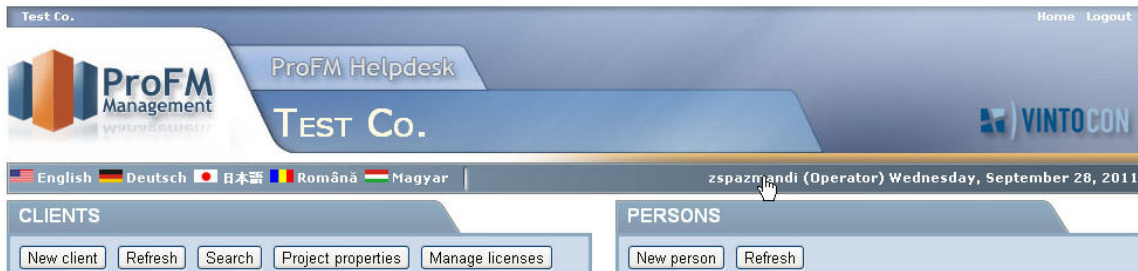 Test Co.
Home Logout
ProFM
Management
ProFM Helpdesk
TEST CO.
VINTOCON
English Deutsch 日本語 Română Magyar
zspazmandi (Operator) Wednesday, September 28, 2011
CLIENTS
New client Refresh Search Project properties Manage licenses
PERSONS
New person Refresh